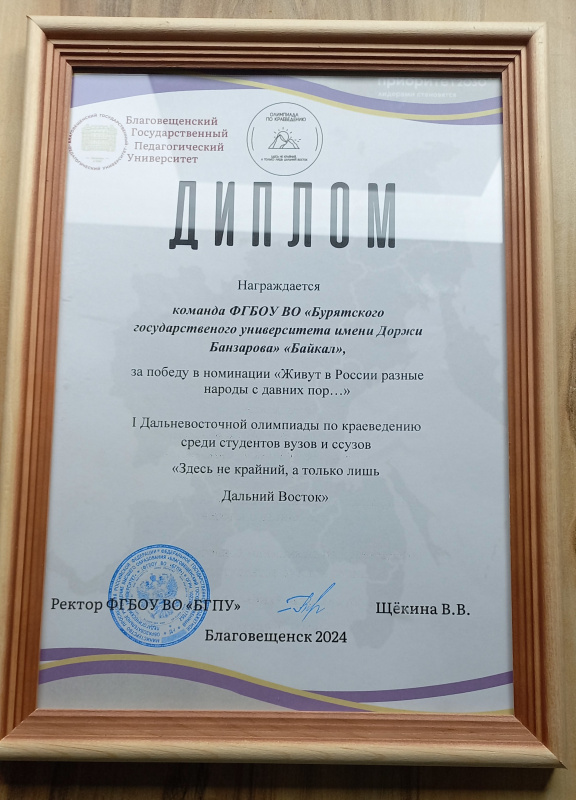 Приоритет2030
Благовещенский
Государственный
Педагогический
Университет
ОЛИМПИАДА
ПО КРАЕВЕДЕНИЮ
ДИПЛОМ
Награждается
команда ФГБОУ ВО «Бурятского
государственого университета имени Доржи
Банзарова» «Байкал»,
за победу в номинации «Живут в России разные
народы с давних пор…»
I Дальневосточной олимпиады по краеведению
среди студентов вузов и ссузов
«Здесь не крайний, а только лишь
Дальний Восток»
Ректор ФГБОУ ВО «БГПУ»
Щёкина В.В.
Благовещенск 2024